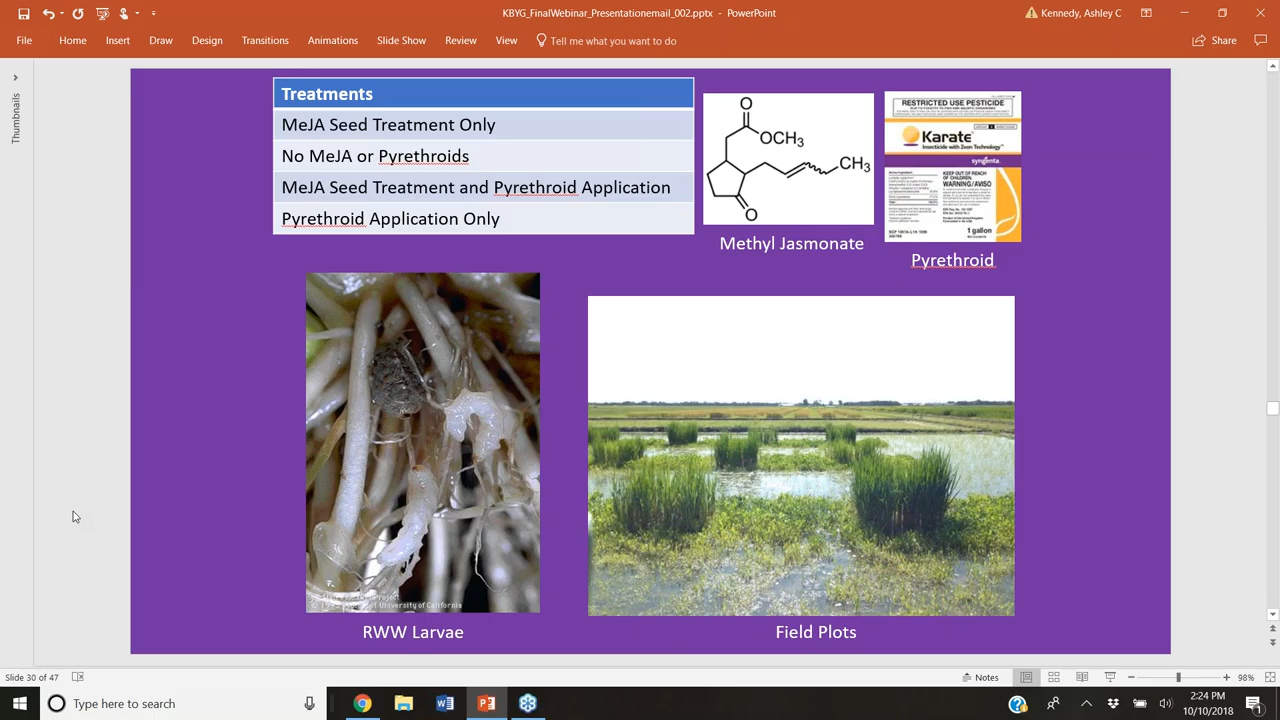 KBYG_FinalWebinar_Presentationemail_002.pptx - PowerPoint
Kennedy, Ashley C
File Home Insert Draw Design Transitions Animations Slide Show Review View Tell me what you want to do Share
Thumbnails
Treatments
MeJA Seed Treatment Only
No MeJA or Pyrethroids
MeJA Seed Treatment and Pyrethroid Application
Pyrethroid Application Only
O
OCH3
CH3
O
Methyl Jasmonate
RESTRICTED USE PESTICIDE
Karate
Insecticide with Zeon Technology
syngenta
KEEP OUT OF REACH
OF CHILDREN.
WARNING/AVISO
1 gallon
Pyrethroid
University of California
RWW Larvae
Field Plots
Slide 30 of 47
Notes
98%
Type here to search
2:24 PM
10/10/2018